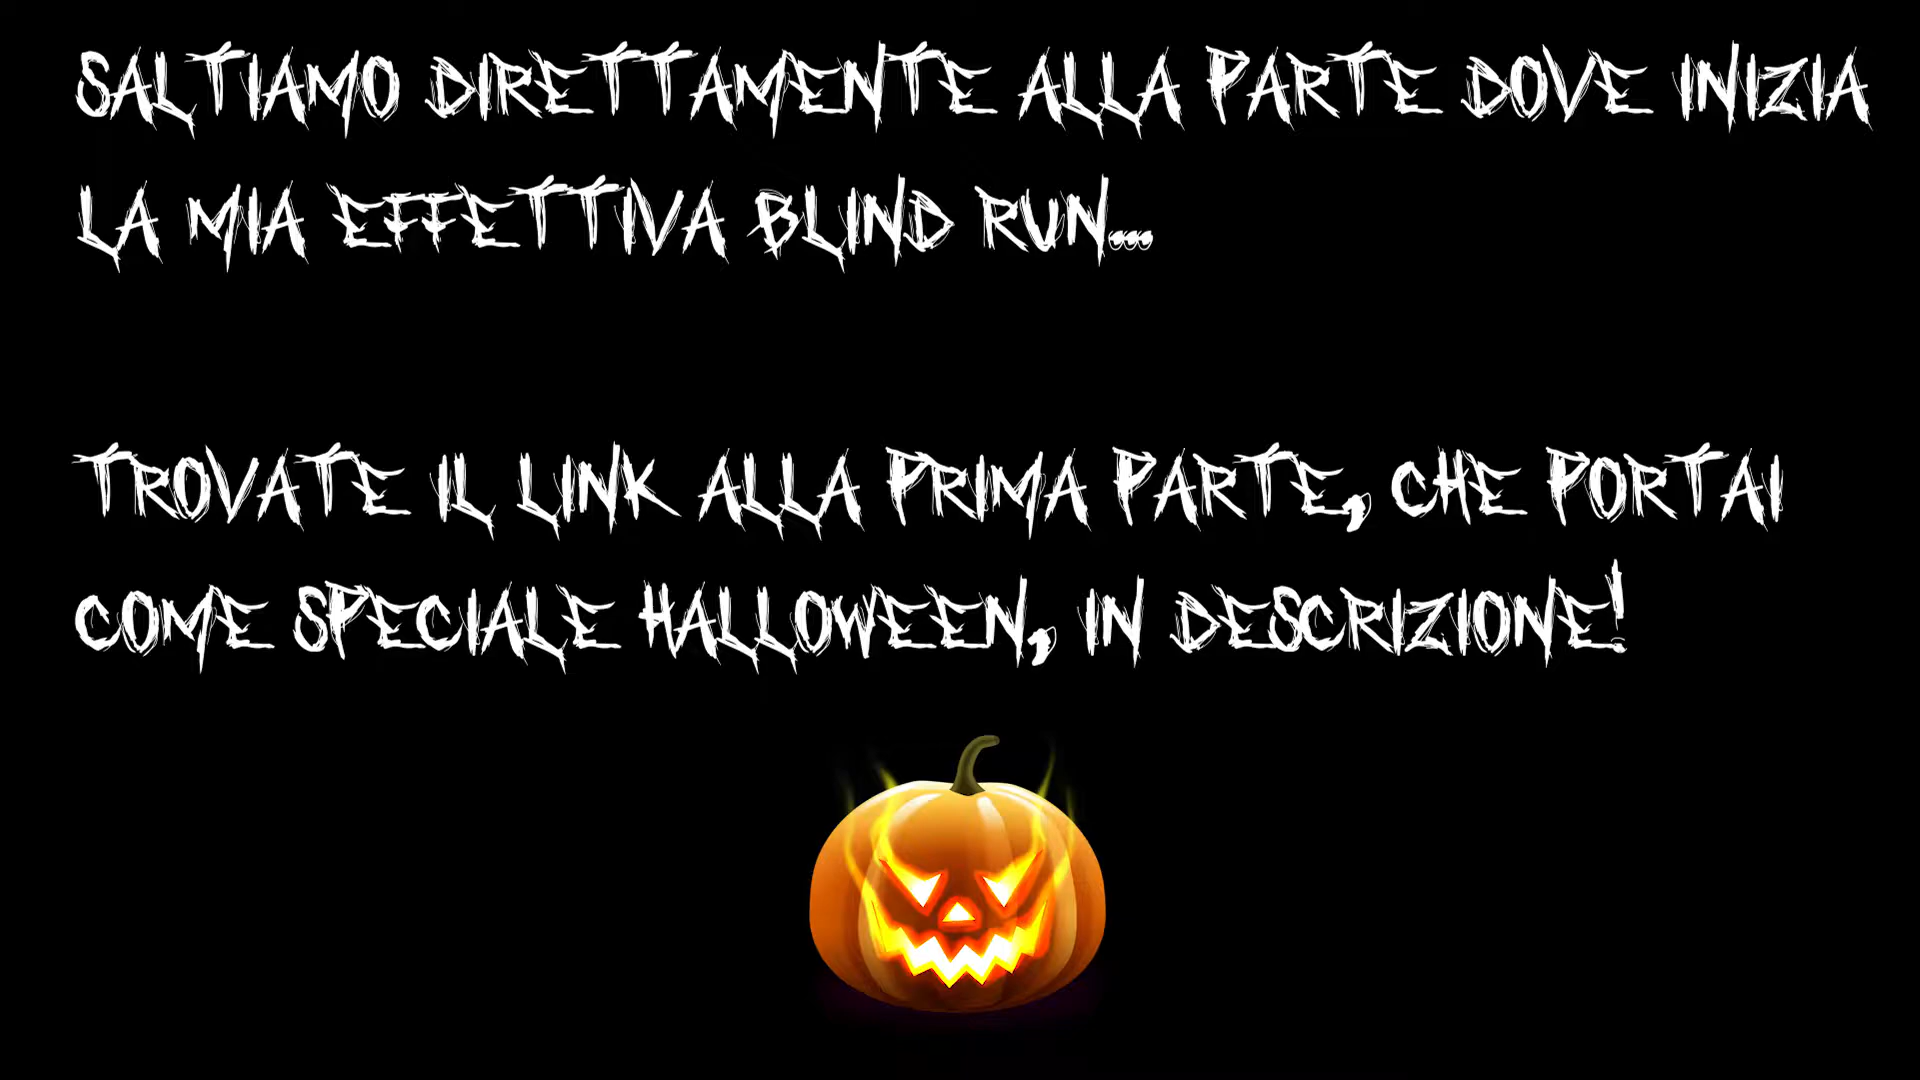 SALTIAMO DIRETTAMENTE ALLA PARTE DOVE INIZIA
LA MIA EFFETTIVA BLIND RUN...
TROVATE IL LINK ALLA PRIMA PARTE, CHE PORTAI
COME SPECIALE HALLOWEEN, IN DESCRIZIONE!